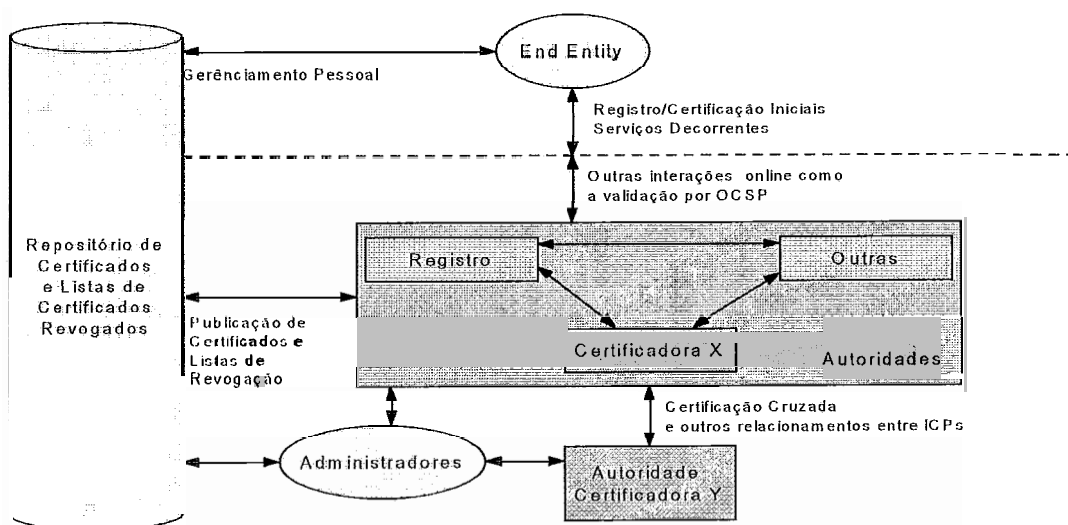 End Entity
Gerênciamento Pessoal
Registro/Certificação Iniciais
Serviços Decorrentes
Outras interações online como
a validação por OCSP
Repositório de
Certificados
e Listas de
Certificados
Revogados
Registro
Outras
Certificadora X
Autoridades
Publicação de
Certificados e
Listas de
Revogação
Certificação Cruzada
e outros relacionamentos entre ICPs
Administradores
Autoridade
Certificadora Y